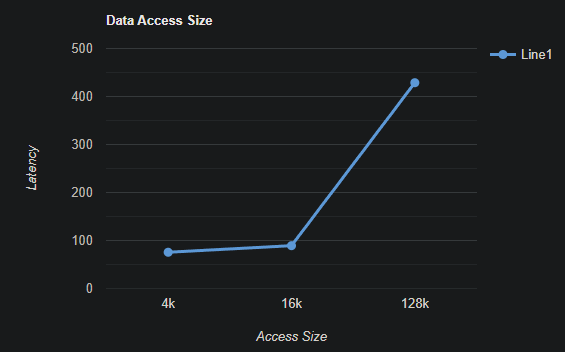 Data Access Size
500
400
300
200
100
0
Latency
4k 16k 128k
Access Size
Line1